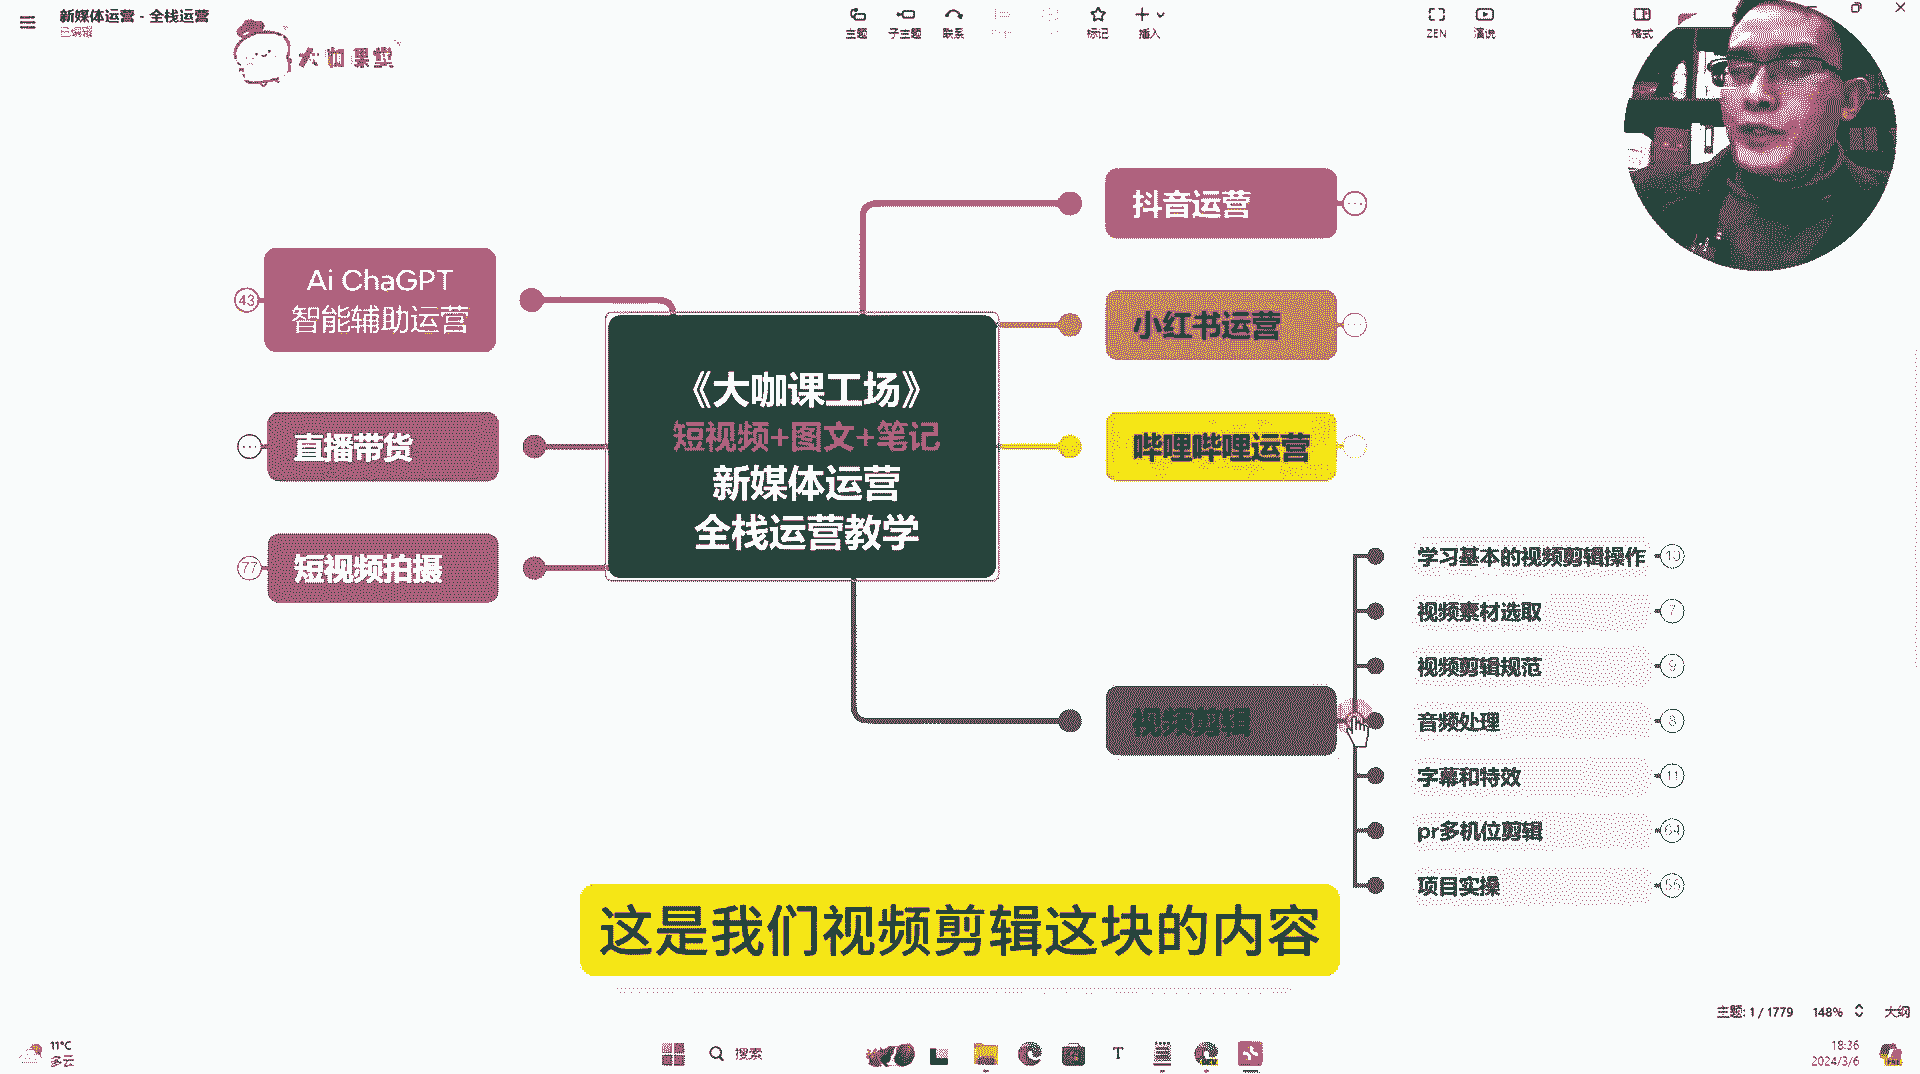 新媒体运营 - 全栈运营
已编辑
主题
子主题
联系
标记
插入
ZEN
演说
格式
大咖课堂
抖音运营
Ai ChaGPT
智能辅助运营
43
小红书运营
《大咖课工场》
短视频+图文+笔记
新媒体运营
全栈运营教学
直播带货
哔哩哔哩运营
短视频拍摄
77
学习基本的视频剪辑操作
视频素材选取
7
视频剪辑规范
9
视频剪辑
音频处理
8
字幕和特效
11
pr多机位剪辑
64
项目实操
这是我们视频剪辑这块的内容
主题: 1 / 1779
148%
大纲
11°C
多云
搜索
18:36
2024/3/6